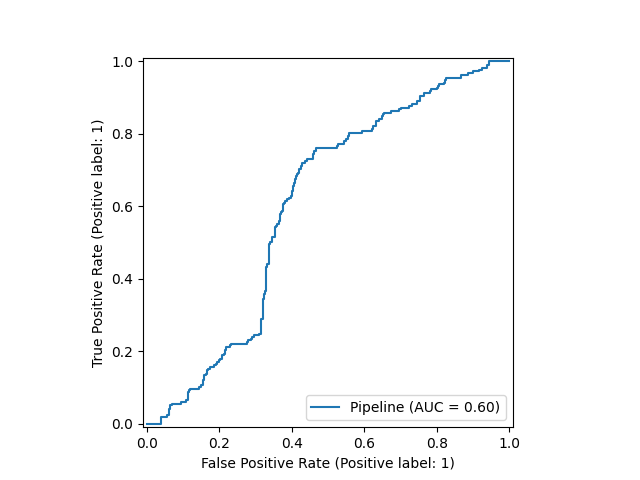 1.0
0.8
0.6
0.4
0.2
0.0
True Positive Rate (Positive label: 1)
Pipeline (AUC = 0.60)
0.0 0.2 0.4 0.6 0.8 1.0
False Positive Rate (Positive label: 1)